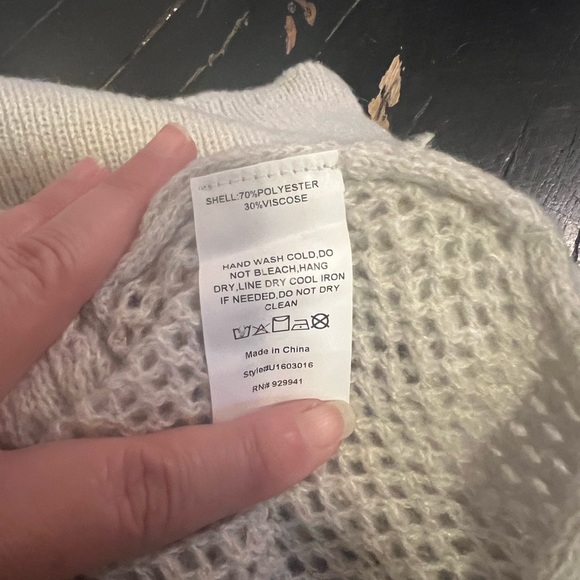 SHELL:70%POLYESTER
30%VISCOSE
HAND WASH COLD,DO
NOT BLEACH,HANG
DRY,LINE DRY COOL IRON
IF NEEDED,DO NOT DRY
CLEAN
Made in China
Style#U1603016
RN# 929941